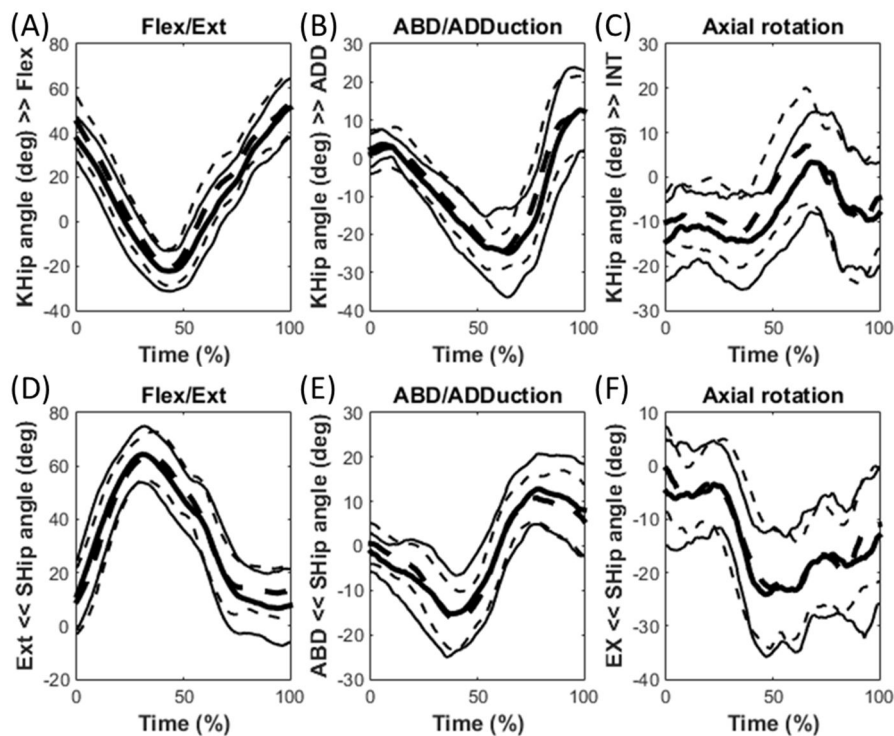 (A) Flex/Ext
KHip angle (deg) >> Flex
80
60
40
20
0
-20
-40
0 50 100
Time (%)
(B) ABD/ADDuction
KHip angle (deg) >> ADD
30
20
10
0
-10
-20
-30
-40
0 50 100
Time (%)
(C) Axial rotation
KHip angle (deg) >> INT
30
20
10
0
-10
-20
-30
0 50 100
Time (%)
(D) Flex/Ext
Ext << SHip angle (deg)
80
60
40
20
0
-20
0 50 100
Time (%)
(E) ABD/ADDuction
ABD << SHip angle (deg)
30
20
10
0
-10
-20
-30
0 50 100
Time (%)
(F) Axial rotation
EX << SHip angle (deg)
10
0
-10
-20
-30
-40
0 50 100
Time (%)